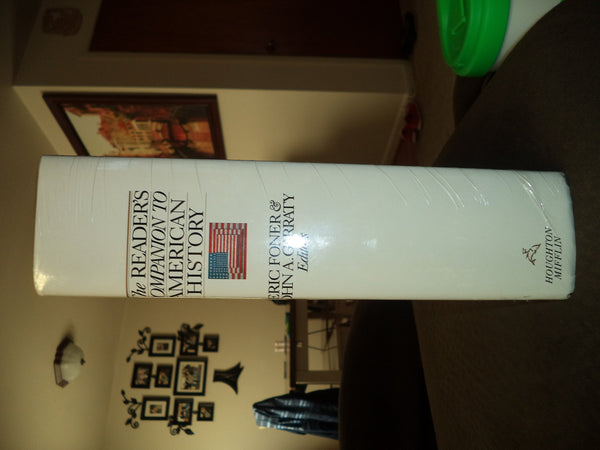 The READER'S
COMPANION TO
AMERICAN
HISTORY
ERIC FONER &
JOHN A. GARRATY
Editors
HOUGHTON
MIFFLIN